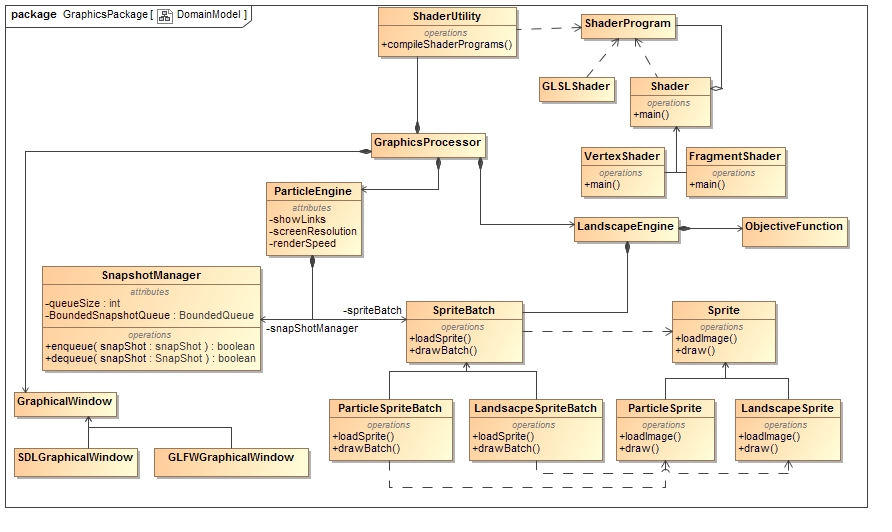 package GraphicsPackage [ DomainModel ]
ShaderUtility
operations
+compileShaderPrograms()
ShaderProgram
GLSLShader
Shader
operations
+main()
GraphicsProcessor
VertexShader
operations
+main()
FragmentShader
operations
+main()
ParticleEngine
attributes
-showLinks
-screenResolution
-renderSpeed
LandscapeEngine
ObjectiveFunction
SnapshotManager
attributes
-queueSize : int
-BoundedSnapshotQueue : BoundedQueue
operations
+enqueue( snapShot : snapShot ) : boolean
+dequeue( snapShot : SnapShot ) : boolean
-spriteBatch
-snapShotManager
SpriteBatch
operations
+loadSprite()
+drawBatch()
Sprite
operations
+loadImage()
+draw()
GraphicalWindow
ParticleSpriteBatch
operations
+loadSprite()
+drawBatch()
LandsacpeSpriteBatch
operations
+loadSprite()
+drawBatch()
ParticleSprite
operations
+loadImage()
+draw()
LandscapeSprite
operations
+loadImage()
+draw()
SDLGraphicalWindow
GLFWGraphicalWindow